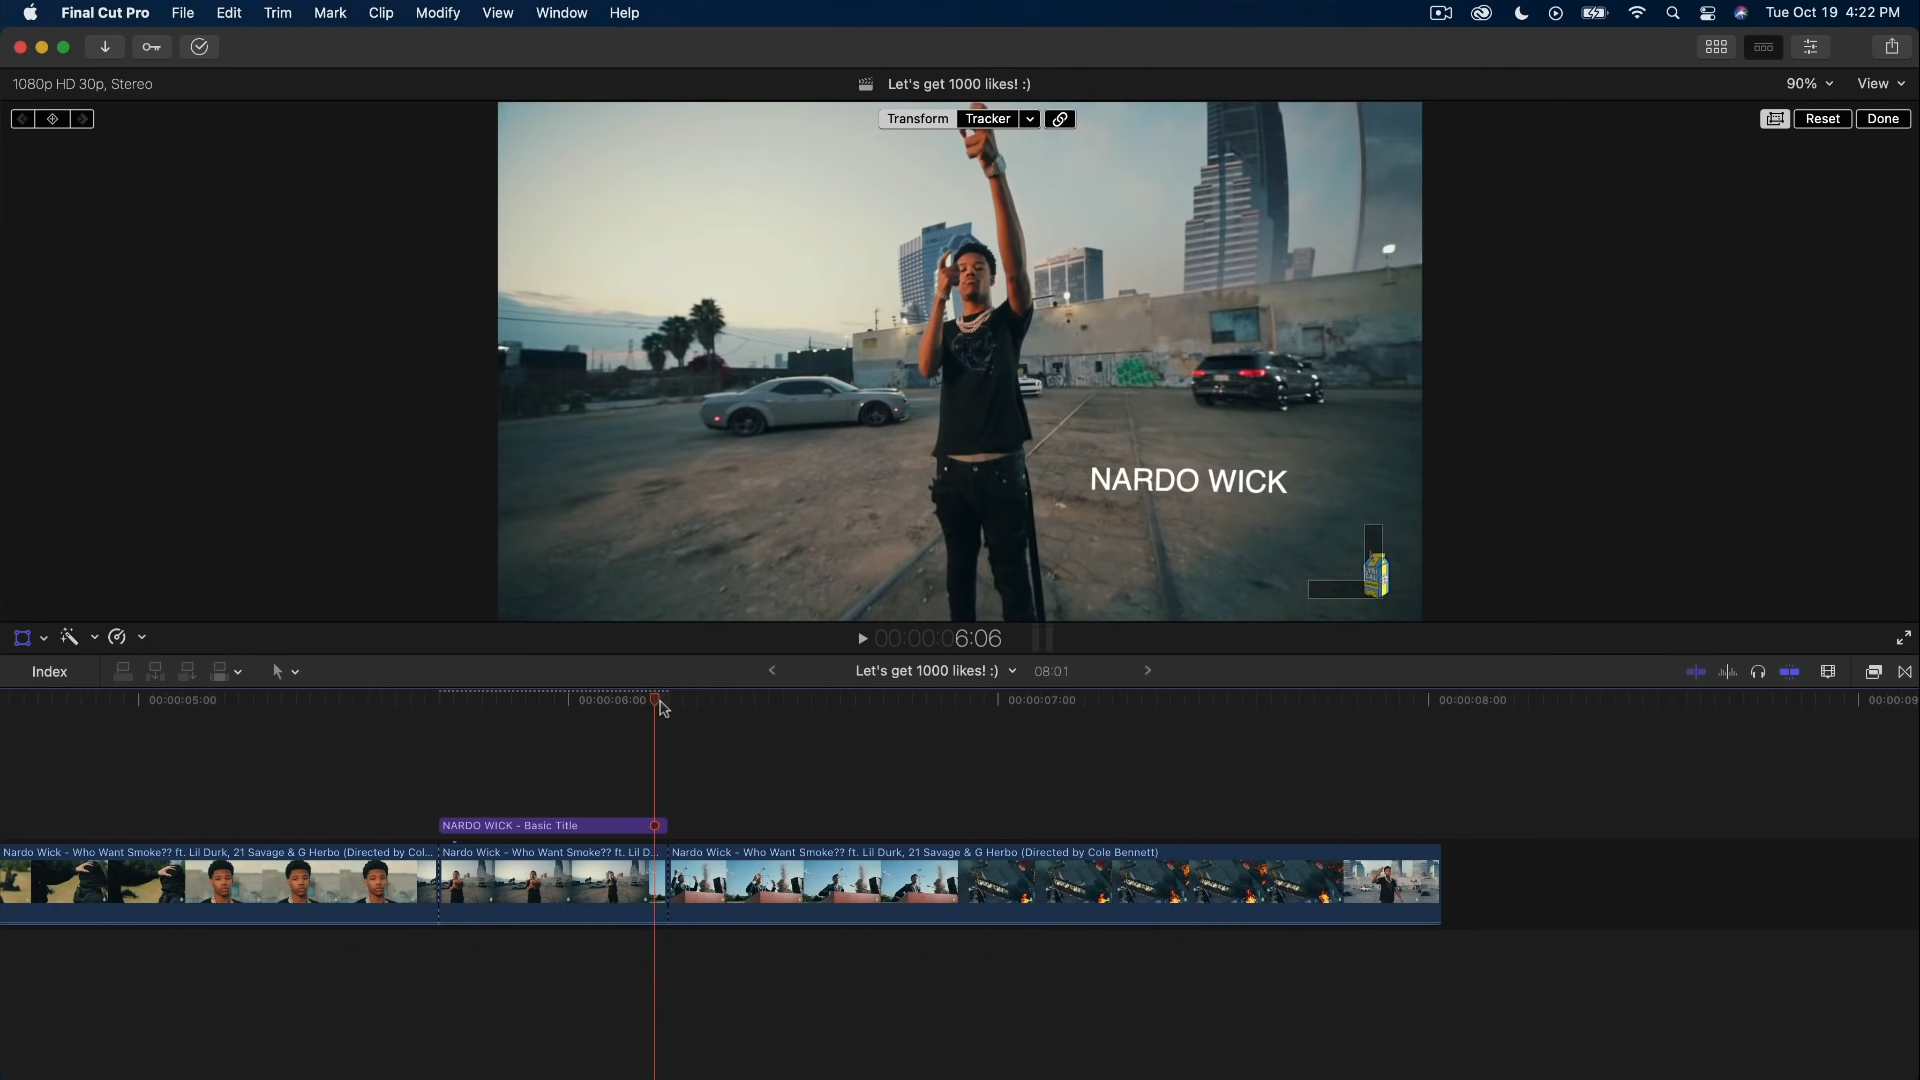 Final Cut Pro File Edit Trim Mark Clip Modify View Window Help Tue Oct 19 4:22 PM
1080p HD 30p, Stereo Let's get 1000 likes! :) 90% View
Transform Tracker Reset Done
NARDO WICK
00:00:06:06
Index Let's get 1000 likes! :) 08:01
00:00:05:00 00:00:06:00 00:00:07:00 00:00:08:00 00:00:09
NARDO WICK - Basic Title
Nardo Wick - Who Want Smoke?? ft. Lil Durk, 21 Savage & G Herbo (Directed by Col... Nardo Wick - Who Want Smoke?? ft. Lil D... Nardo Wick - Who Want Smoke?? ft. Lil Durk, 21 Savage & G Herbo (Directed by Cole Bennett)